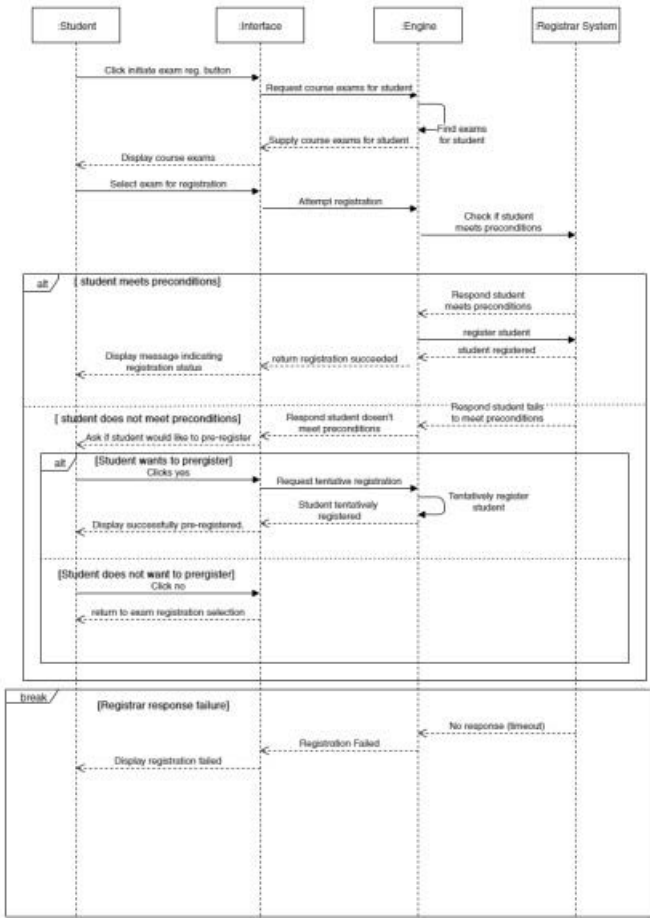 :Student
:Interface
:Engine
:Registrar System
Click initiate exam reg. button
Request course exams for student
Find exams
for student
Supply course exams for student
Display course exams
Select exam for registration
Attempt registration
Check if student
meets preconditions
alt
[ student meets preconditions]
Respond student
meets preconditions
register student
student registered
return registration succeeded
Display message indicating
registration status
[ student does not meet preconditions]
Respond student fails
to meet preconditions
Respond student doesn't
meet preconditions
Ask if student would like to pre-register
alt
[Student wants to prergister]
Clicks yes
Request tentative registration
Tentatively register
student
Student tentatively
registered
Display successfully pre-registered.
[Student does not want to prergister]
Click no
return to exam registration selection
break
[Registrar response failure]
No response (timeout)
Registration Failed
Display registration failed